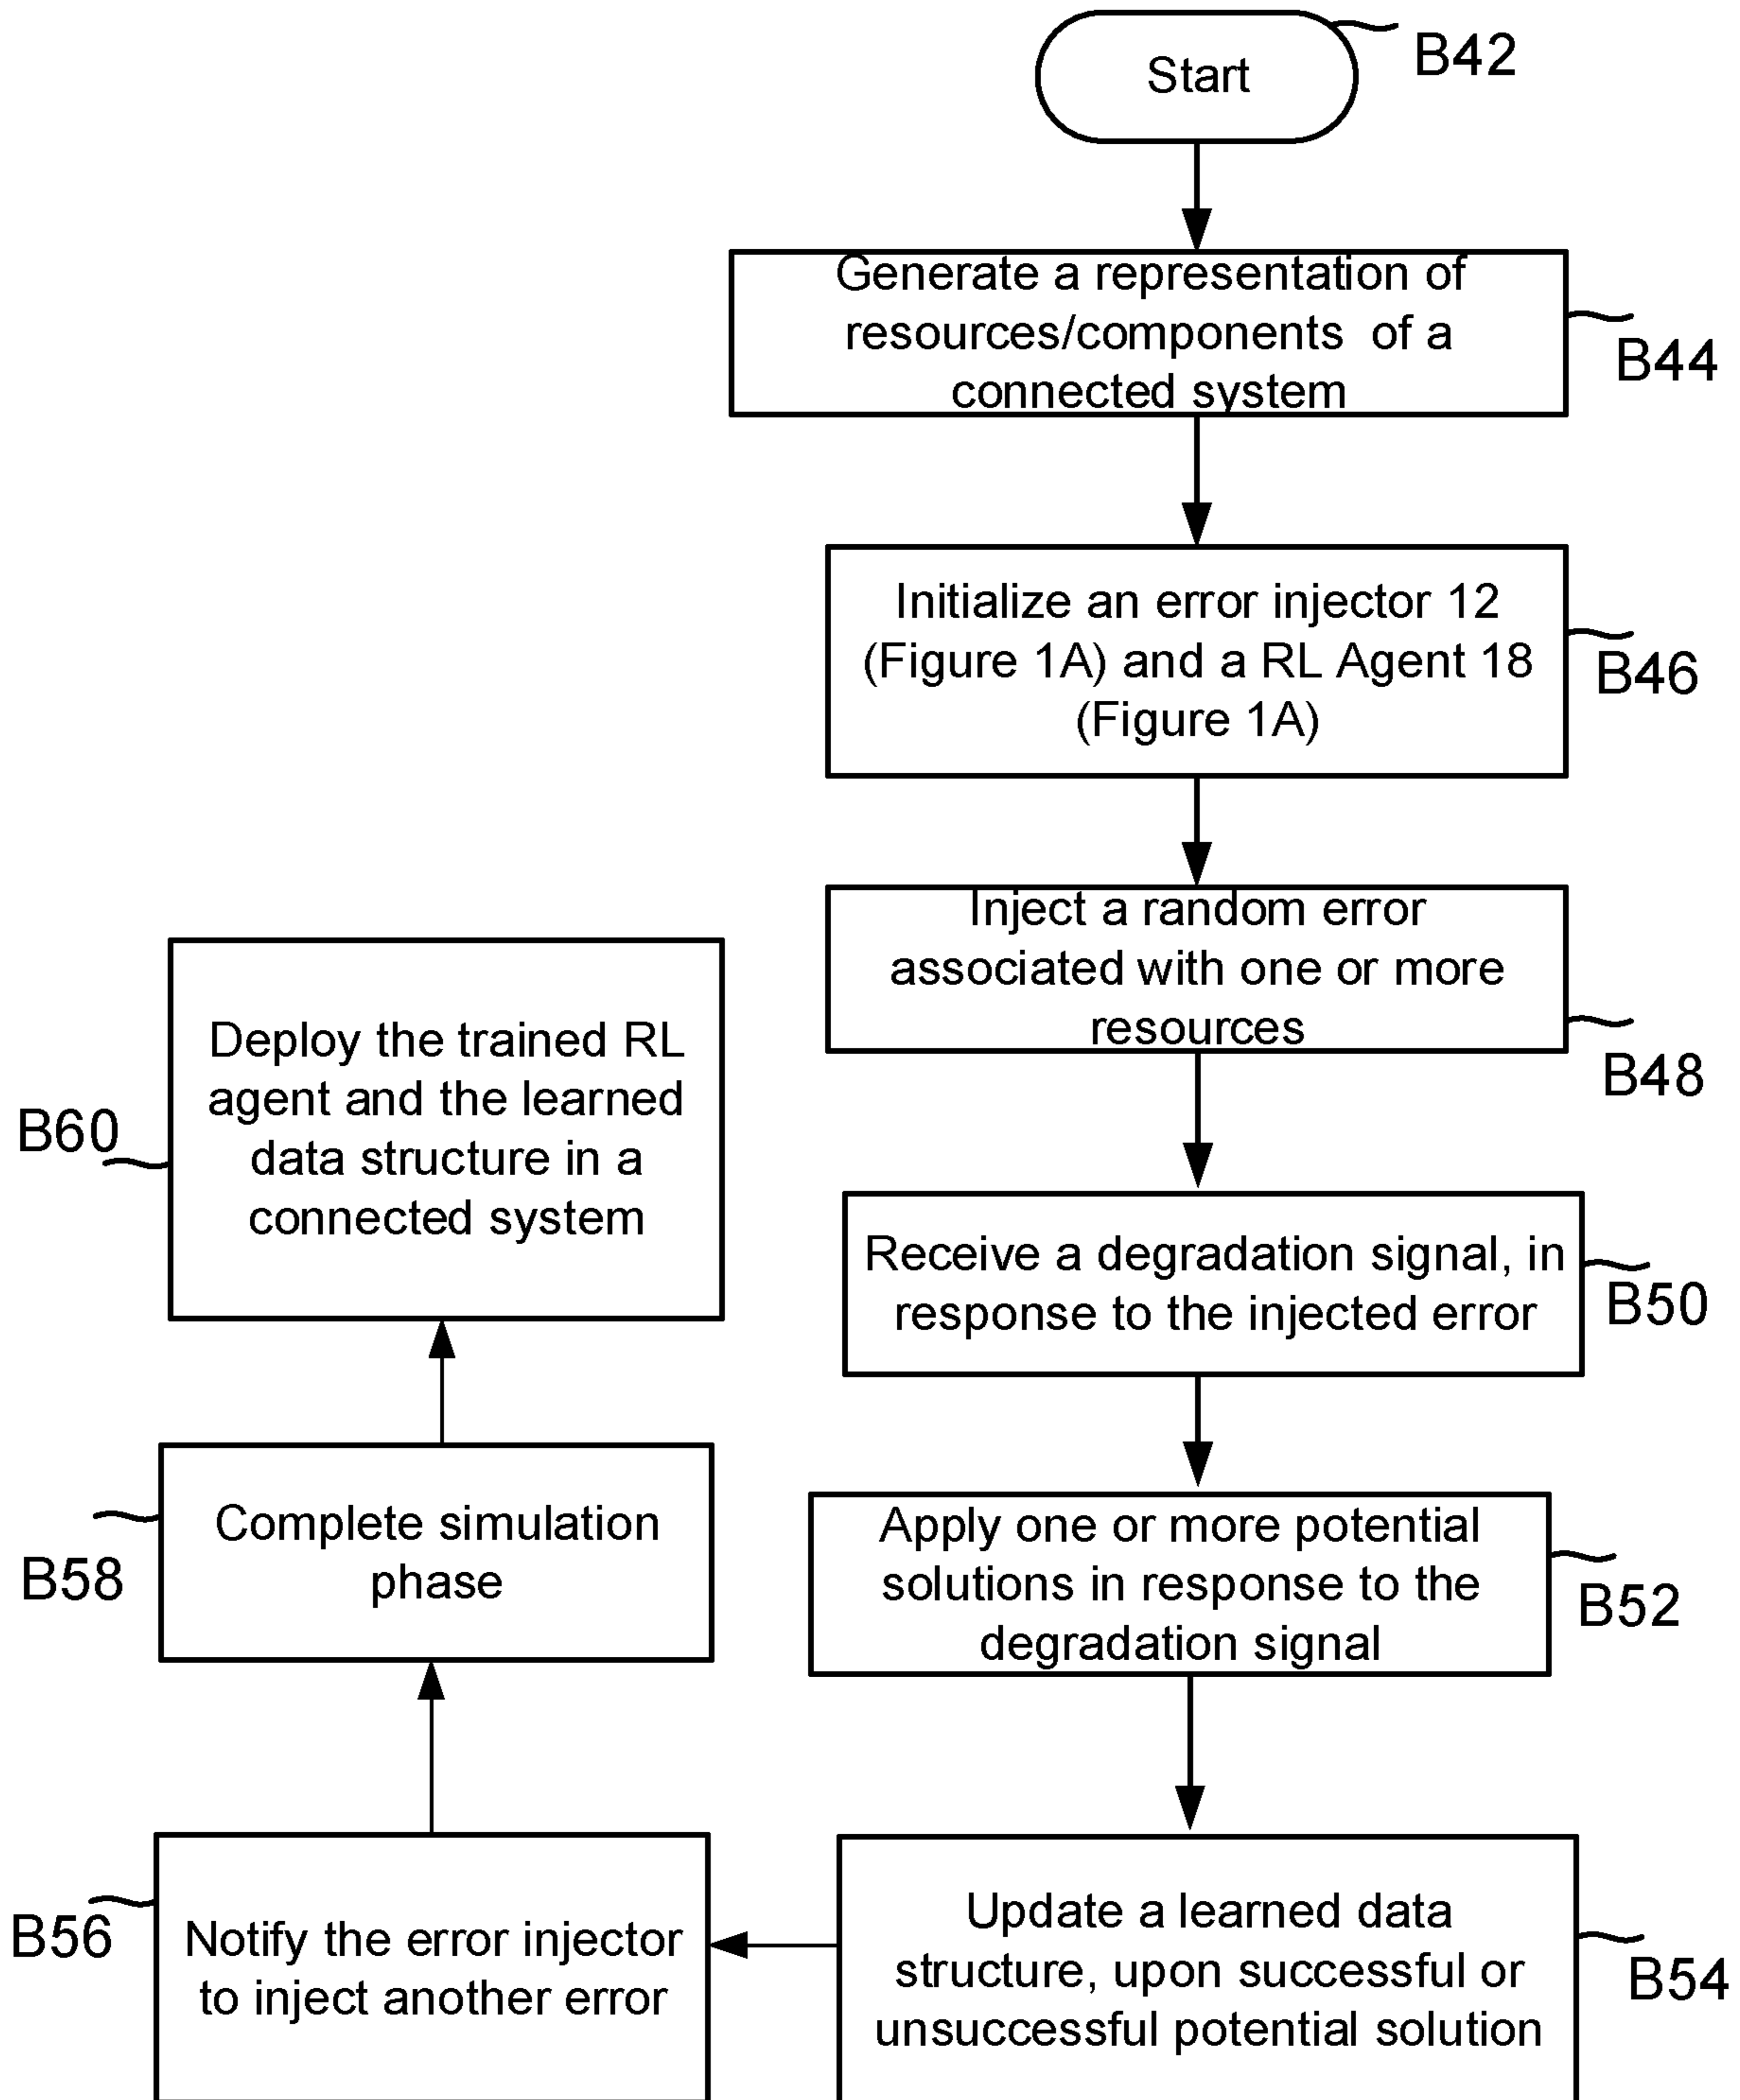 Start
B42
Generate a representation of
resources/components of a
connected system
B44
Initialize an error injector 12
(Figure 1A) and a RL Agent 18
(Figure 1A)
B46
Inject a random error
associated with one or more
resources
B48
Receive a degradation signal, in
response to the injected error
B50
Apply one or more potential
solutions in response to the
degradation signal
B52
Update a learned data
structure, upon successful or
unsuccessful potential solution
B54
Notify the error injector
to inject another error
B56
Complete simulation
phase
B58
Deploy the trained RL
agent and the learned
data structure in a
connected system
B60